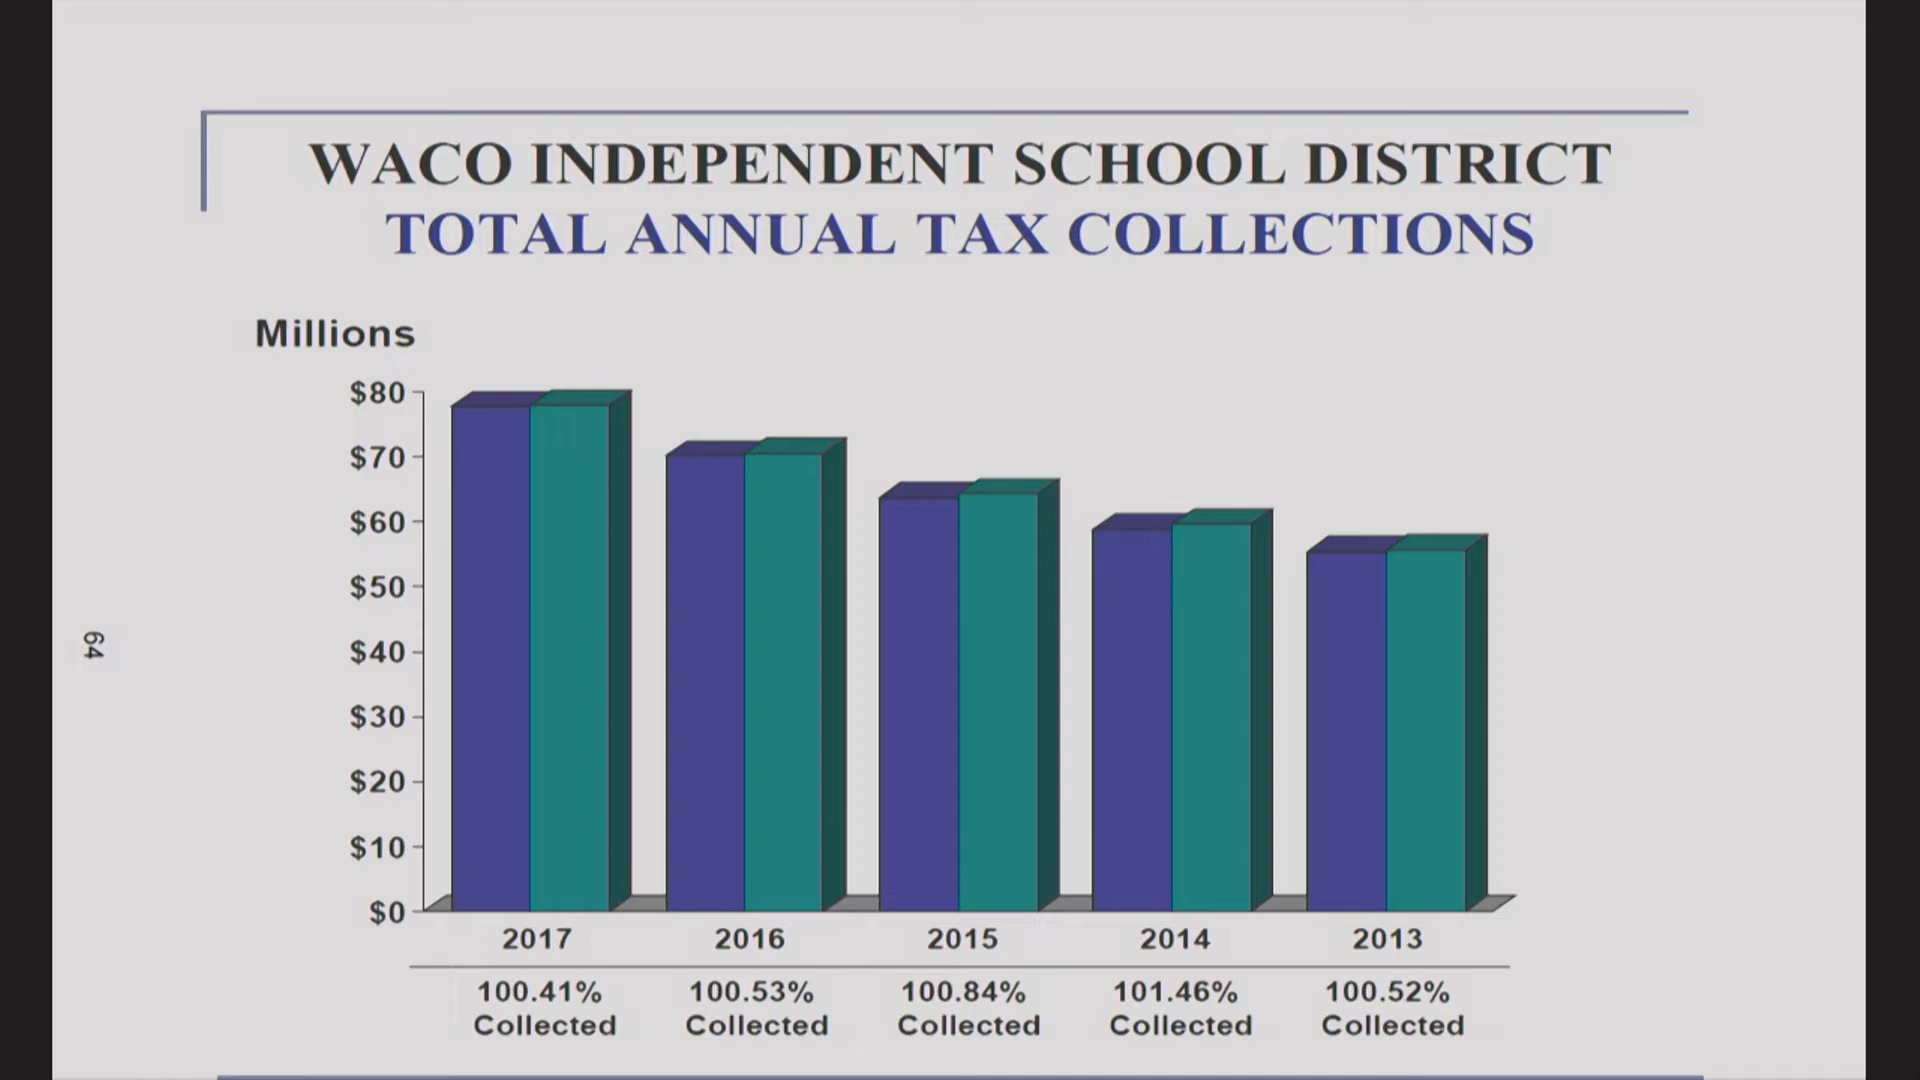 WACO INDEPENDENT SCHOOL DISTRICT
TOTAL ANNUAL TAX COLLECTIONS
Millions
$80
$70
$60
$50
$40
$30
$20
$10
$0
2017 2016 2015 2014 2013
100.41% 100.53% 100.84% 101.46% 100.52%
Collected Collected Collected Collected Collected
64